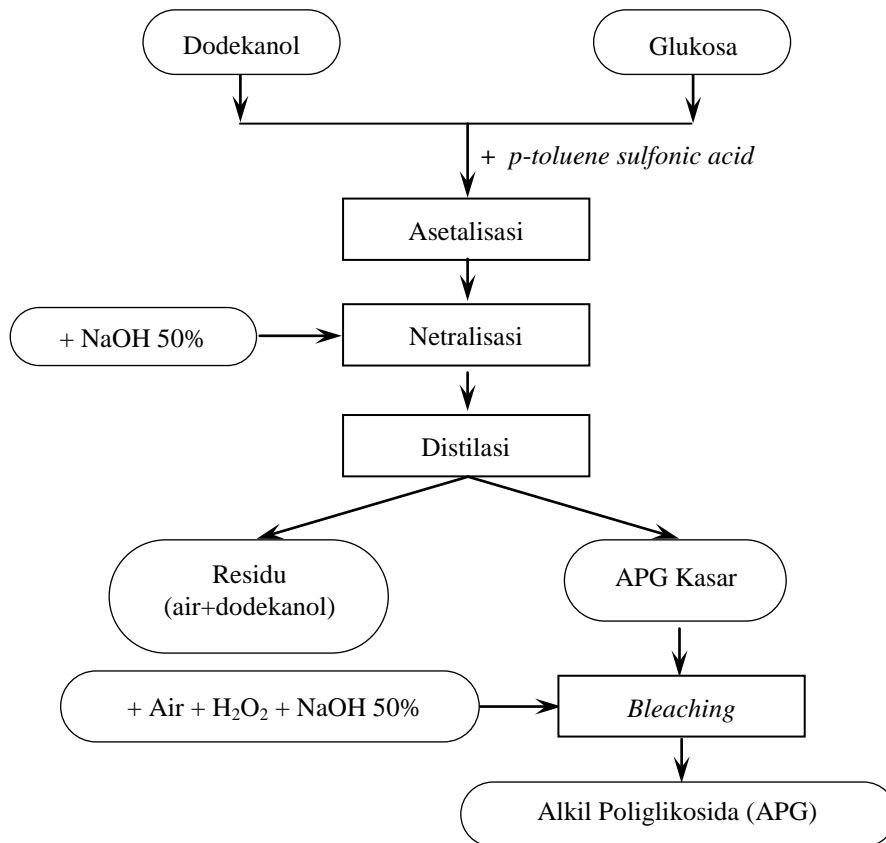 Dodekanol
Glukosa
+ p-toluene sulfonic acid
Asetalisasi
+ NaOH 50%
Netralisasi
Distilasi
Residu
(air+dodekanol)
APG Kasar
+ Air + H₂O₂ + NaOH 50%
Bleaching
Alkil Poliglikosida (APG)